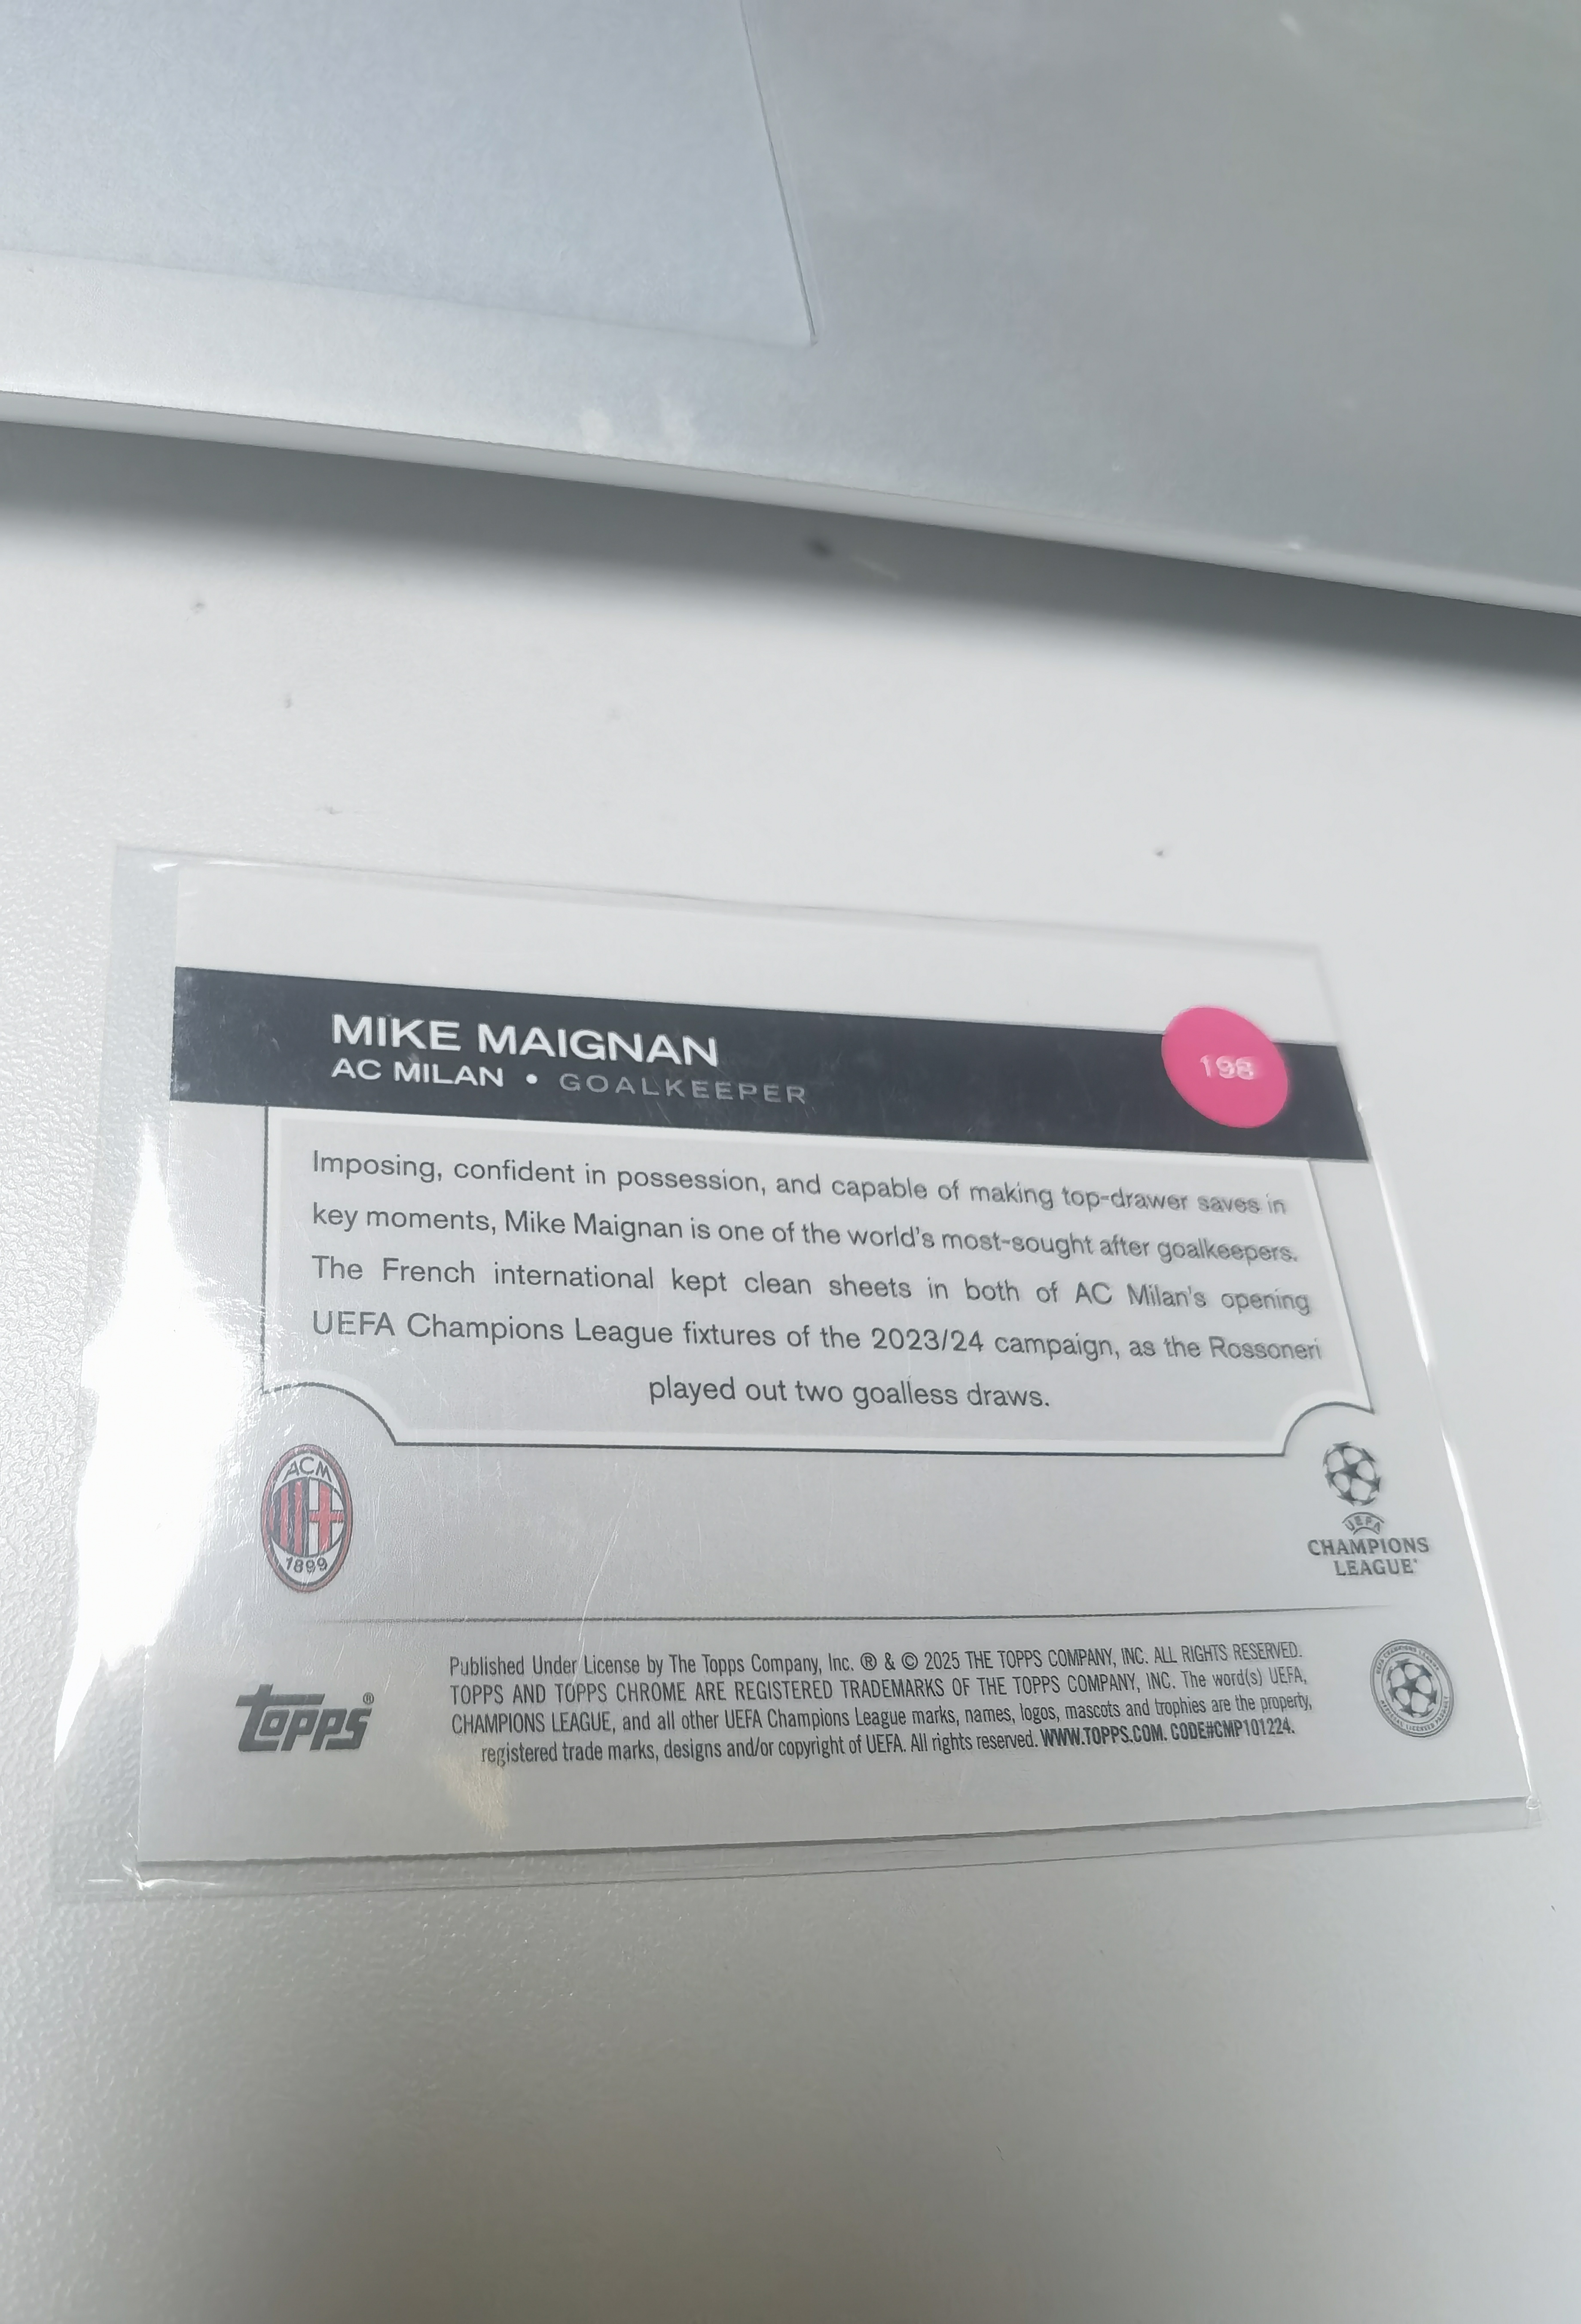 MIKE MAIGNAN
AC MILAN • GOALKEEPER
198
Imposing, confident in possession, and capable of making top-drawer saves in
key moments, Mike Maignan is one of the world's most-sought after goalkeepers.
The French international kept clean sheets in both of AC Milan's opening
UEFA Champions League fixtures of the 2023/24 campaign, as the Rossoneri
played out two goalless draws.
ACM
1899
UEFA
CHAMPIONS
LEAGUE
topps®
Published Under License by The Topps Company, Inc. ® & © 2025 THE TOPPS COMPANY, INC. ALL RIGHTS RESERVED.
TOPPS AND TOPPS CHROME ARE REGISTERED TRADEMARKS OF THE TOPPS COMPANY, INC. The word(s) UEFA,
CHAMPIONS LEAGUE, and all other UEFA Champions League marks, names, logos, mascots and trophies are the property,
registered trade marks, designs and/or copyright of UEFA. All rights reserved. WWW.TOPPS.COM. CODE#CMP101224.